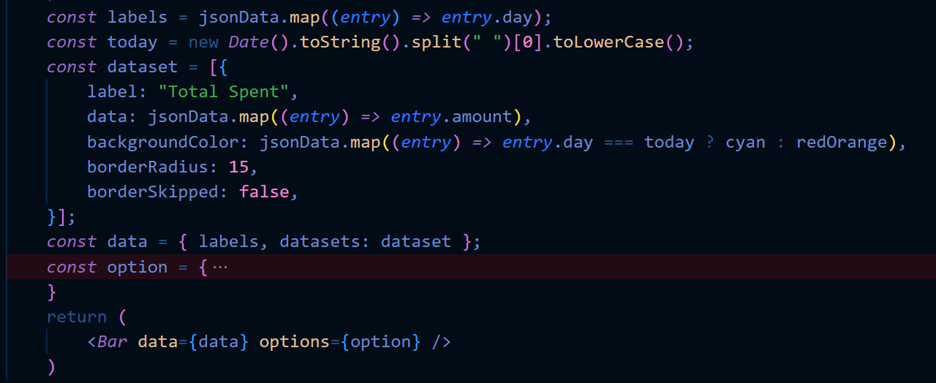 const labels = jsonData.map((entry) => entry.day);
const today = new Date().toString().split(" ")[0].toLowerCase();
const dataset = [{
    label: "Total Spent",
    data: jsonData.map((entry) => entry.amount),
    backgroundColor: jsonData.map((entry) => entry.day === today ? cyan : redOrange),
    borderRadius: 15,
    borderSkipped: false,
}];
const data = { labels, datasets: dataset };
const option = {···
}
return (
    <Bar data={data} options={option} />
)